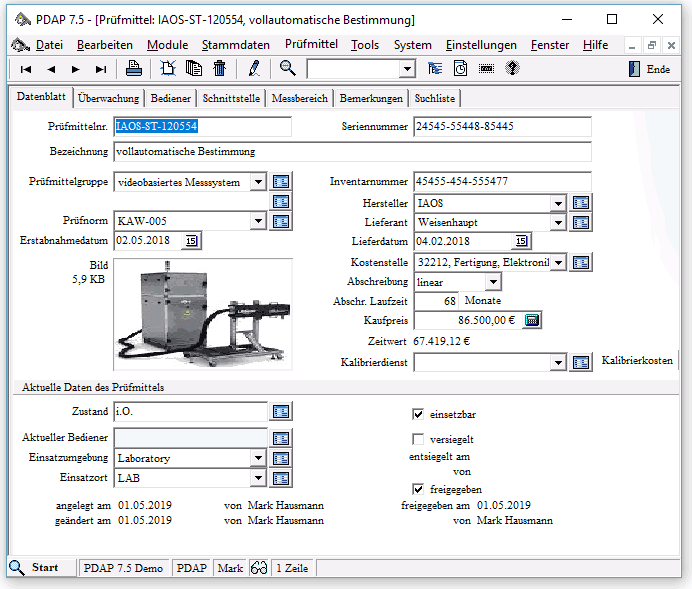 PDAP 7.5 - [Prüfmittel: IAOS-ST-120554, vollautomatische Bestimmung]
Datei Bearbeiten Module Stammdaten Prüfmittel Tools System Einstellungen Fenster Hilfe
Ende
Datenblatt Überwachung Bediener Schnittstelle Messbereich Bemerkungen Suchliste
Prüfmittelnr. IAOS-ST-120554 Seriennummer 24545-55448-85445
Bezeichnung vollautomatische Bestimmung
Prüfmittelgruppe videobasiertes Messsystem Inventarnummer 45455-454-555477
Hersteller IAOS
Prüfnorm KAW-005 Lieferant Weisenhaupt
Erstabnahmedatum 02.05.2018 15 Lieferdatum 04.02.2018 15
Bild Kostenstelle 32212, Fertigung, Elektronil
5,9 KB Abschreibung linear
Abschr. Laufzeit 68 Monate
Kaufpreis 86.500,00 €
Zeitwert 67.419,12 €
Kalibrierdienst Kalibrierkosten
Aktuelle Daten des Prüfmittels
Zustand i.O. einsetzbar
Aktueller Bediener versiegelt
Einsatzumgebung Laboratory entsiegelt am
von
Einsatzort LAB freigegeben
angelegt am 01.05.2019 von Mark Hausmann freigegeben am 01.05.2019
geändert am 01.05.2019 von Mark Hausmann von Mark Hausmann
Start PDAP 7.5 Demo PDAP Mark 1 Zeile